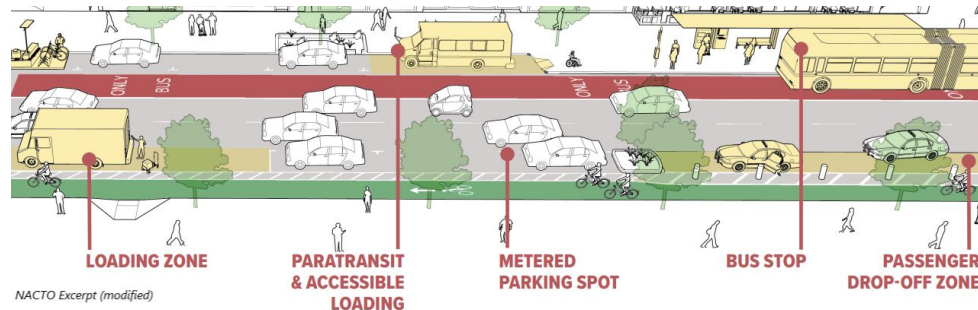 ONLY
BUS
ONLY
BUS
LOADING ZONE
PARATRANSIT
& ACCESSIBLE
LOADING
METERED
PARKING SPOT
BUS STOP
PASSENGER
DROP-OFF ZONE
NACTO Excerpt (modified)